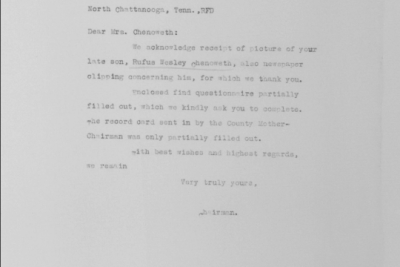 North Chattanooga, Tenn.,RFD
Dear Mrs. Chenoweth:
We acknowledge receipt of picture of your
late son, Rufus Wesley Chenoweth, also newspaper
clipping concerning him, for which we thank you.
Enclosed find questionnaire partially
filled out, which we kindly ask you to complete.
The record card sent in by the County Mother-
Chairman was only partially filled out.
With best wishes and highest regards,
we remain
Very truly yours,
Chairman.